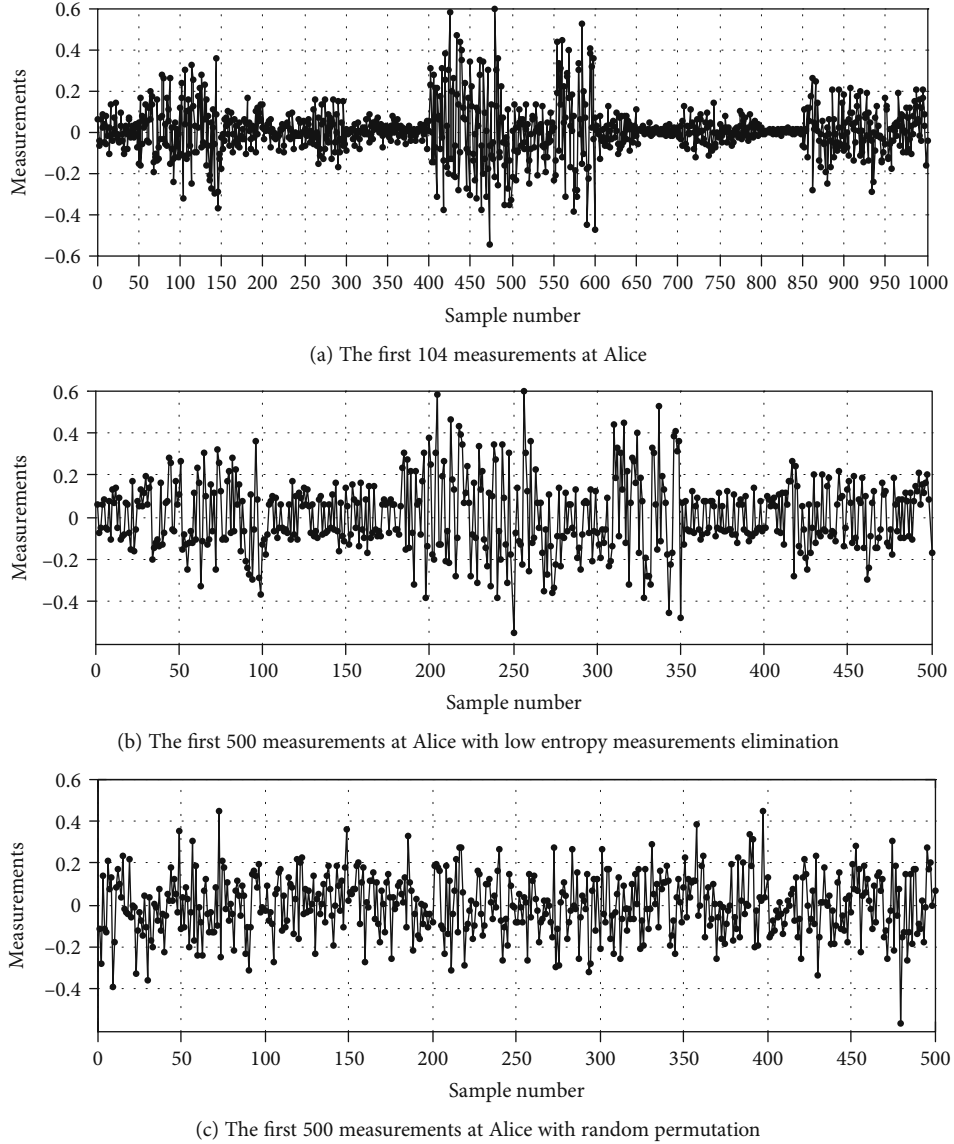 0.6
0.4
0.2
0
−0.2
−0.4
−0.6
Measurements
0 50 100 150 200 250 300 350 400 450 500 550 600 650 700 750 800 850 900 950 1000
Sample number
(a) The first 104 measurements at Alice
0.6
0.4
0.2
0
−0.2
−0.4
Measurements
0 50 100 150 200 250 300 350 400 450 500
Sample number
(b) The first 500 measurements at Alice with low entropy measurements elimination
0.6
0.4
0.2
0
−0.2
−0.4
Measurements
0 50 100 150 200 250 300 350 400 450 500
Sample number
(c) The first 500 measurements at Alice with random permutation